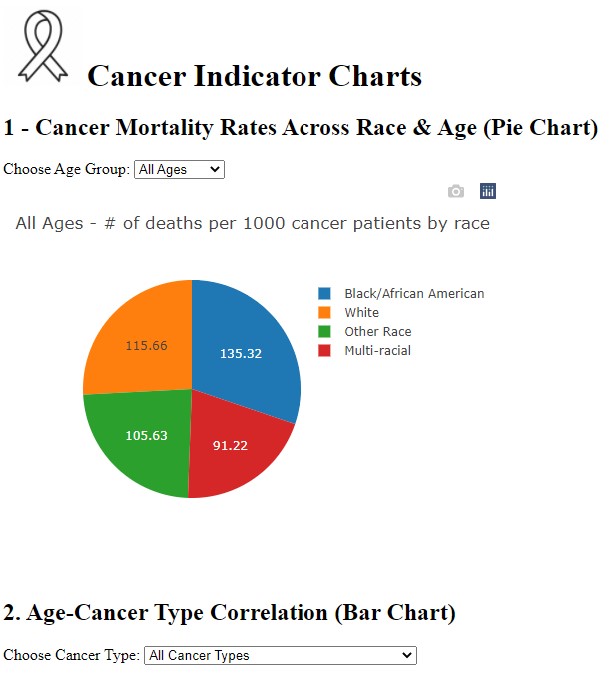 Cancer Indicator Charts
1 - Cancer Mortality Rates Across Race & Age (Pie Chart)
Choose Age Group: All Ages
All Ages - # of deaths per 1000 cancer patients by race
Black/African American
White
Other Race
Multi-racial
115.66
135.32
105.63
91.22
2. Age-Cancer Type Correlation (Bar Chart)
Choose Cancer Type: All Cancer Types